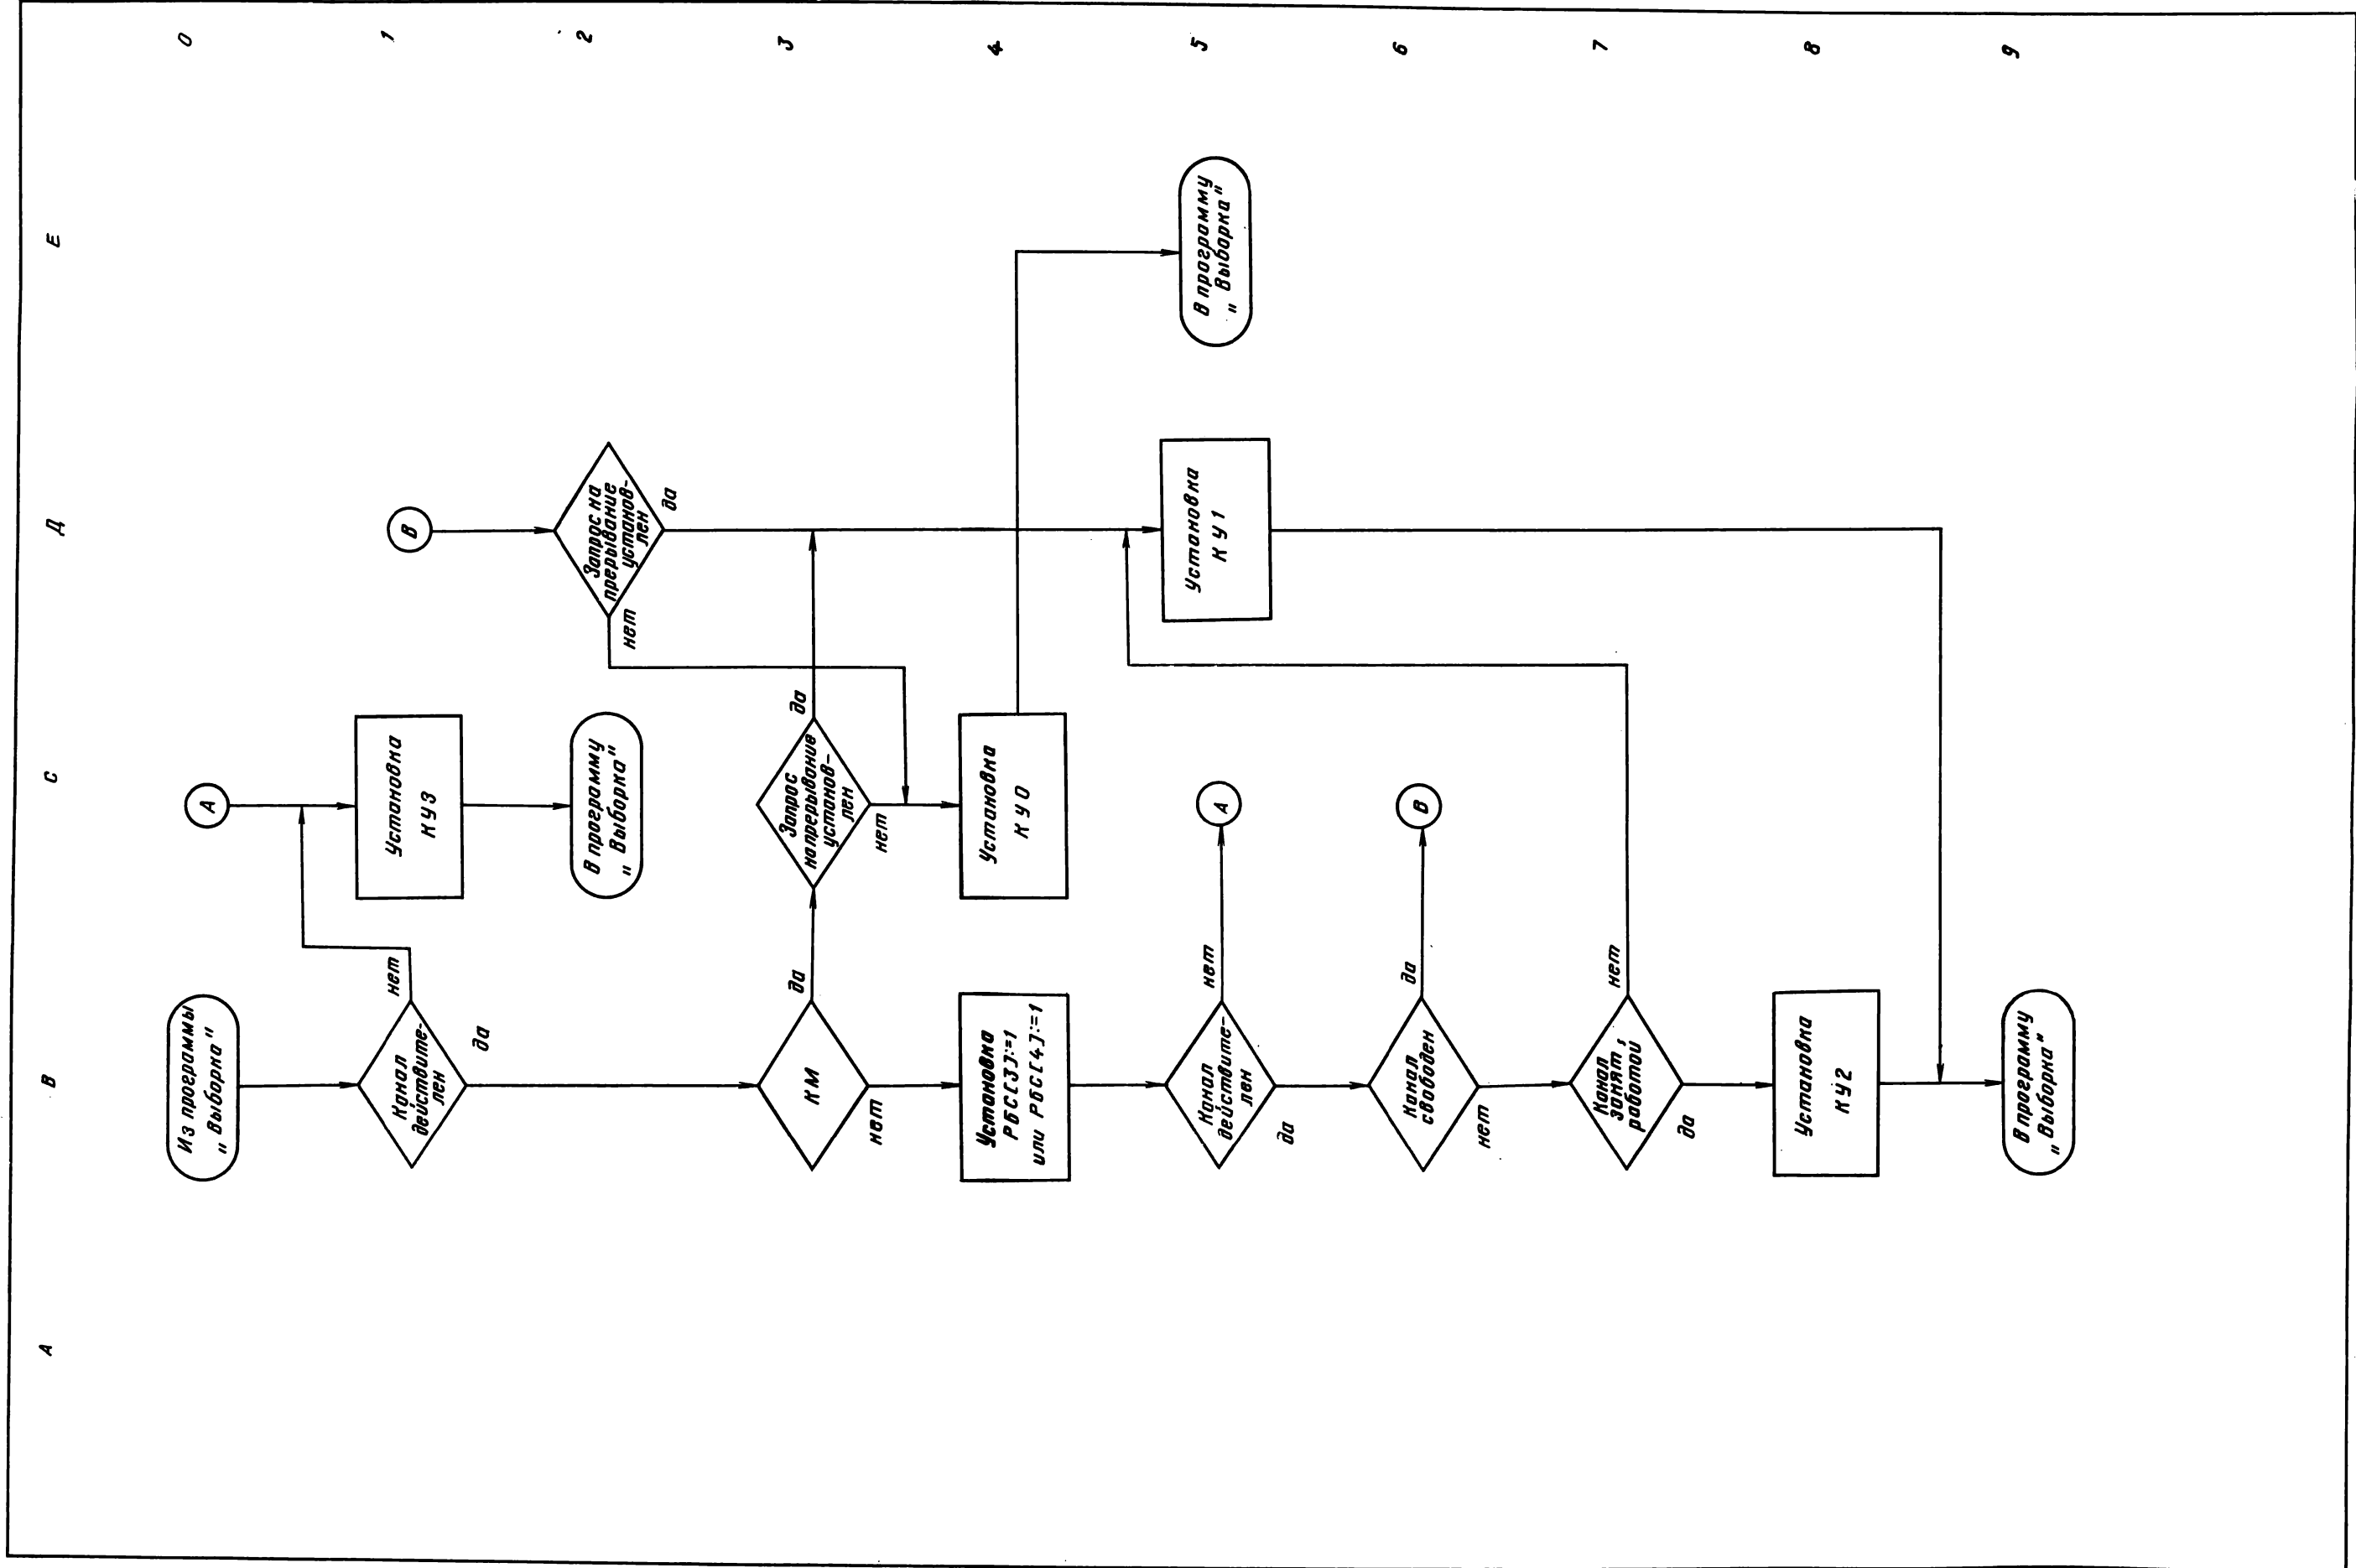 А
В
С
Д
Е
0
1
2
3
4
5
6
7
8
9
Из программы
„ Выборка"
Канал
действите-
лен
нет
да
КМ
да
нет
Установка
РБС[3]:=1
или РБС[4]:=1
Канал
действите-
лен
нет
да
Канал
свободен
да
нет
Канал
занят
работой
нет
да
Установка
КУ2
В программу
„ Выборка"
А
Установка
КУ3
В программу
„ Выборка"
Запрос
на прерывание
установ-
лен
да
нет
Установка
КУ0
А
В
В
Запрос на
прерывание
установ-
лен
нет
да
Установка
КУ1
В программу
„ Выборка"